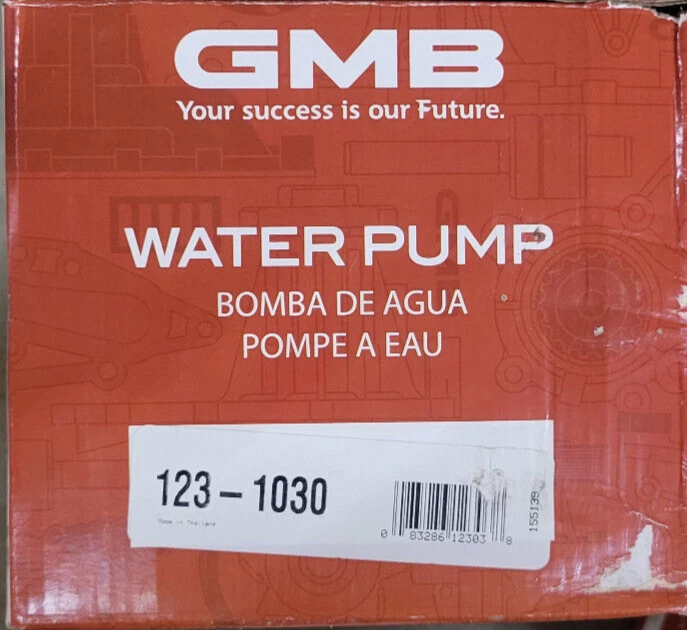 GMB
Your success is our Future.
WATER PUMP
BOMBA DE AGUA
POMPE A EAU
123-1030
Made in Thailand
0 83286 12303 8
155139